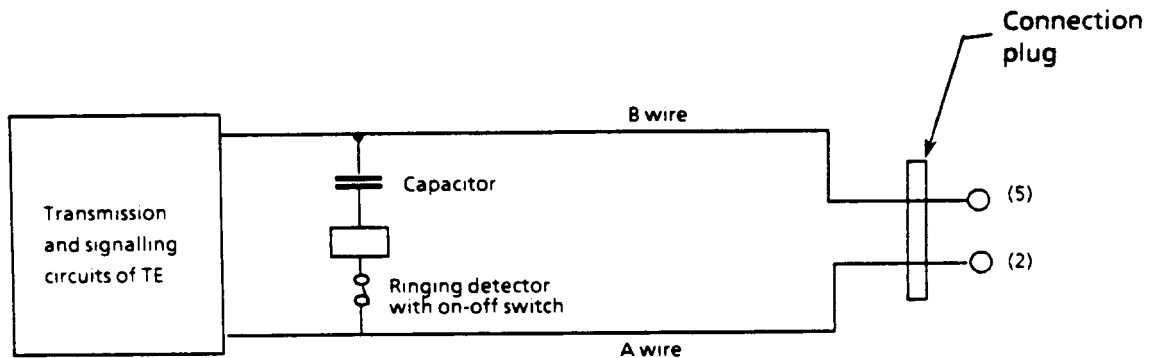 Connection
plug
B wire
Capacitor
(5)
Transmission
and signalling
circuits of TE
(2)
Ringing detector
with on-off switch
A wire